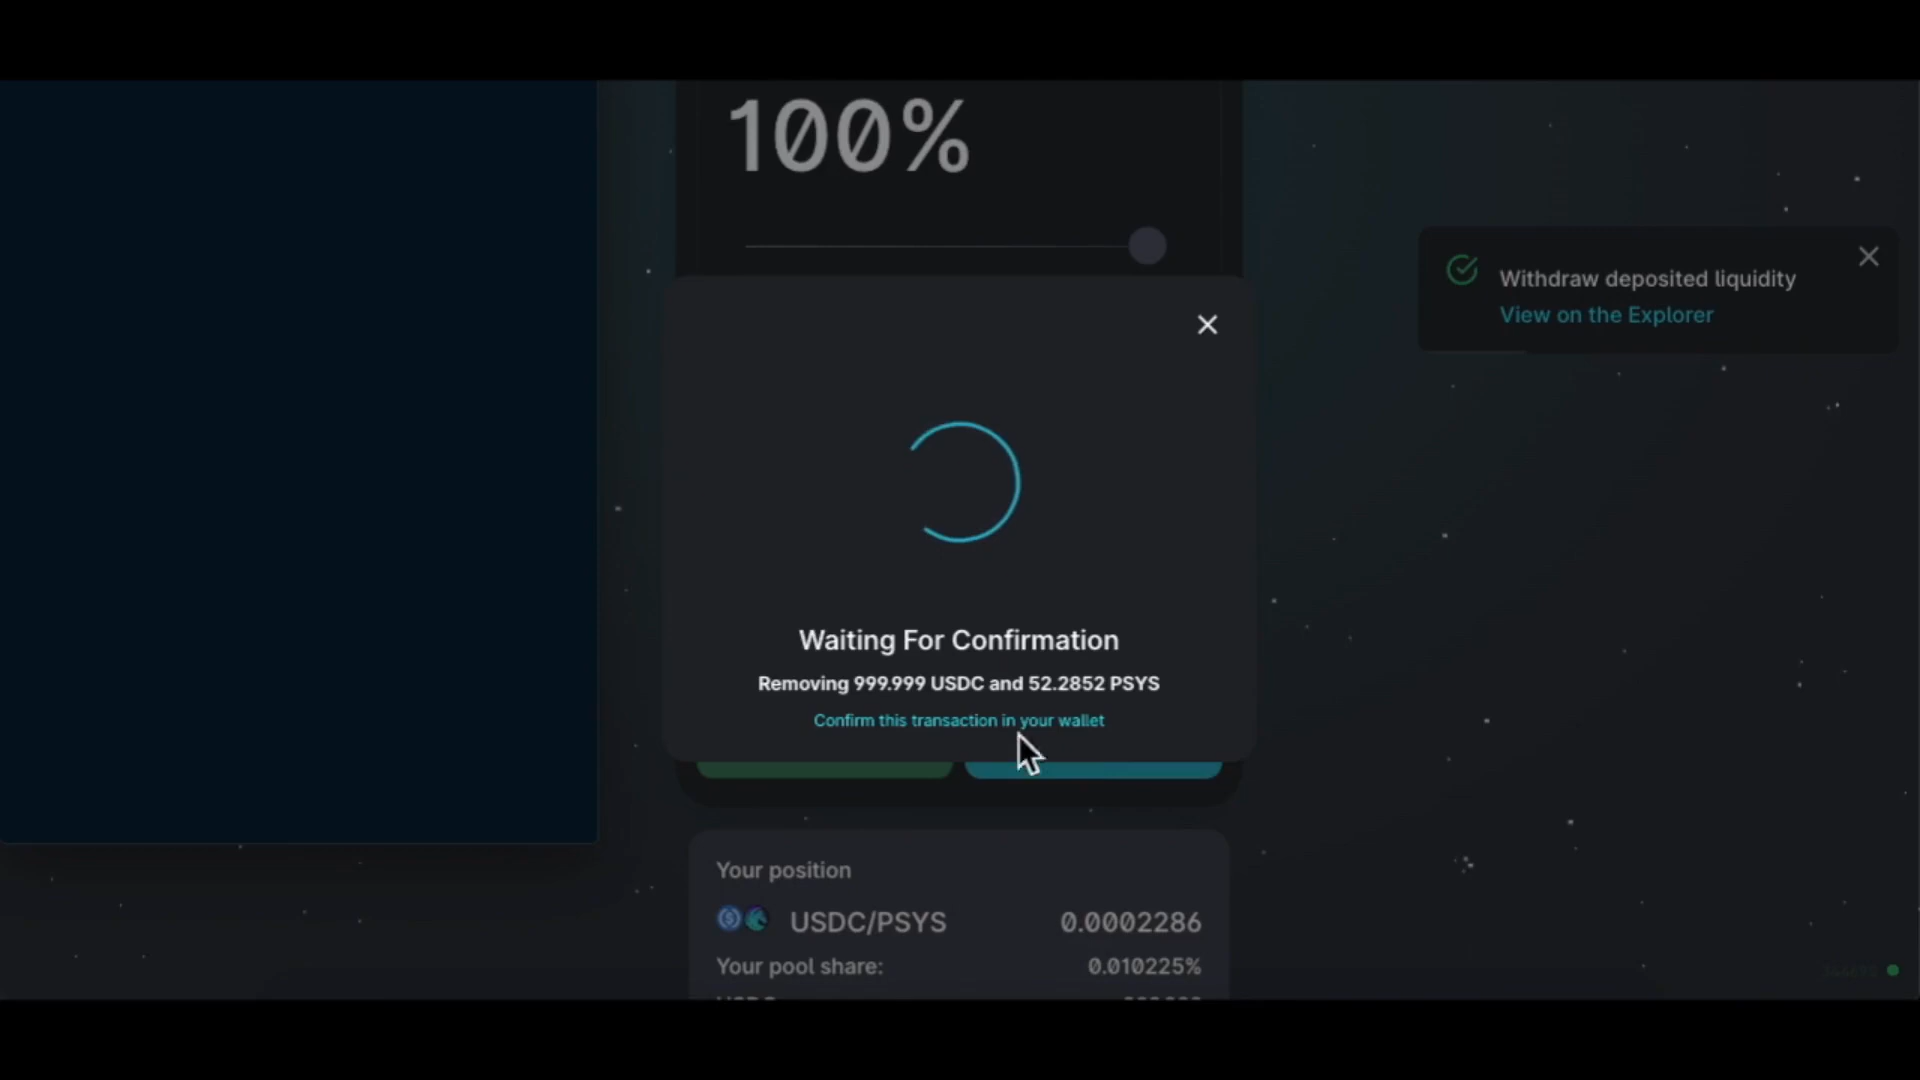 100%
Withdraw deposited liquidity
View on the Explorer
Waiting For Confirmation
Removing 999.999 USDC and 52.2852 PSYS
Confirm this transaction in your wallet
Your position
USDC/PSYS 0.0002286
Your pool share: 0.010225%